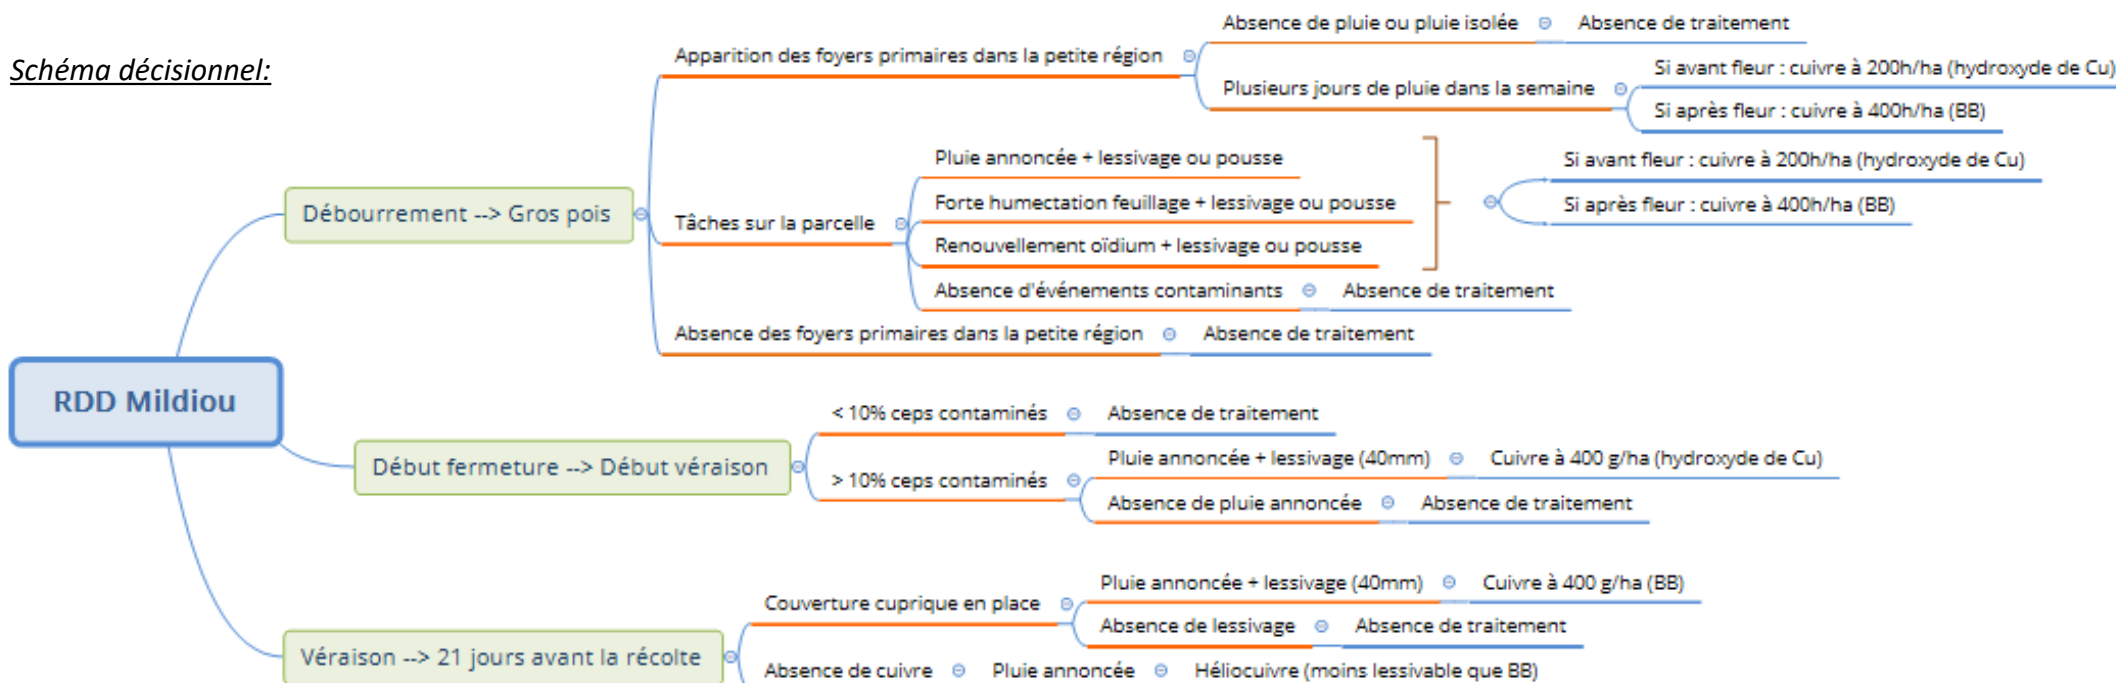 Schéma décisionnel:
RDD Mildiou
Débourrement --> Gros pois
Apparition des foyers primaires dans la petite région
Absence de pluie ou pluie isolée
Absence de traitement
Plusieurs jours de pluie dans la semaine
Si avant fleur : cuivre à 200h/ha (hydroxyde de Cu)
Si après fleur : cuivre à 400h/ha (BB)
Tâches sur la parcelle
Pluie annoncée + lessivage ou pousse
Forte humectation feuillage + lessivage ou pousse
Renouvellement oïdium + lessivage ou pousse
Si avant fleur : cuivre à 200h/ha (hydroxyde de Cu)
Si après fleur : cuivre à 400h/ha (BB)
Absence d'événements contaminants
Absence de traitement
Absence des foyers primaires dans la petite région
Absence de traitement
Début fermeture --> Début véraison
< 10% ceps contaminés
Absence de traitement
> 10% ceps contaminés
Pluie annoncée + lessivage (40mm)
Cuivre à 400 g/ha (hydroxyde de Cu)
Absence de pluie annoncée
Absence de traitement
Véraison --> 21 jours avant la récolte
Couverture cuprique en place
Pluie annoncée + lessivage (40mm)
Cuivre à 400 g/ha (BB)
Absence de lessivage
Absence de traitement
Absence de cuivre
Pluie annoncée
Héliocuivre (moins lessivable que BB)